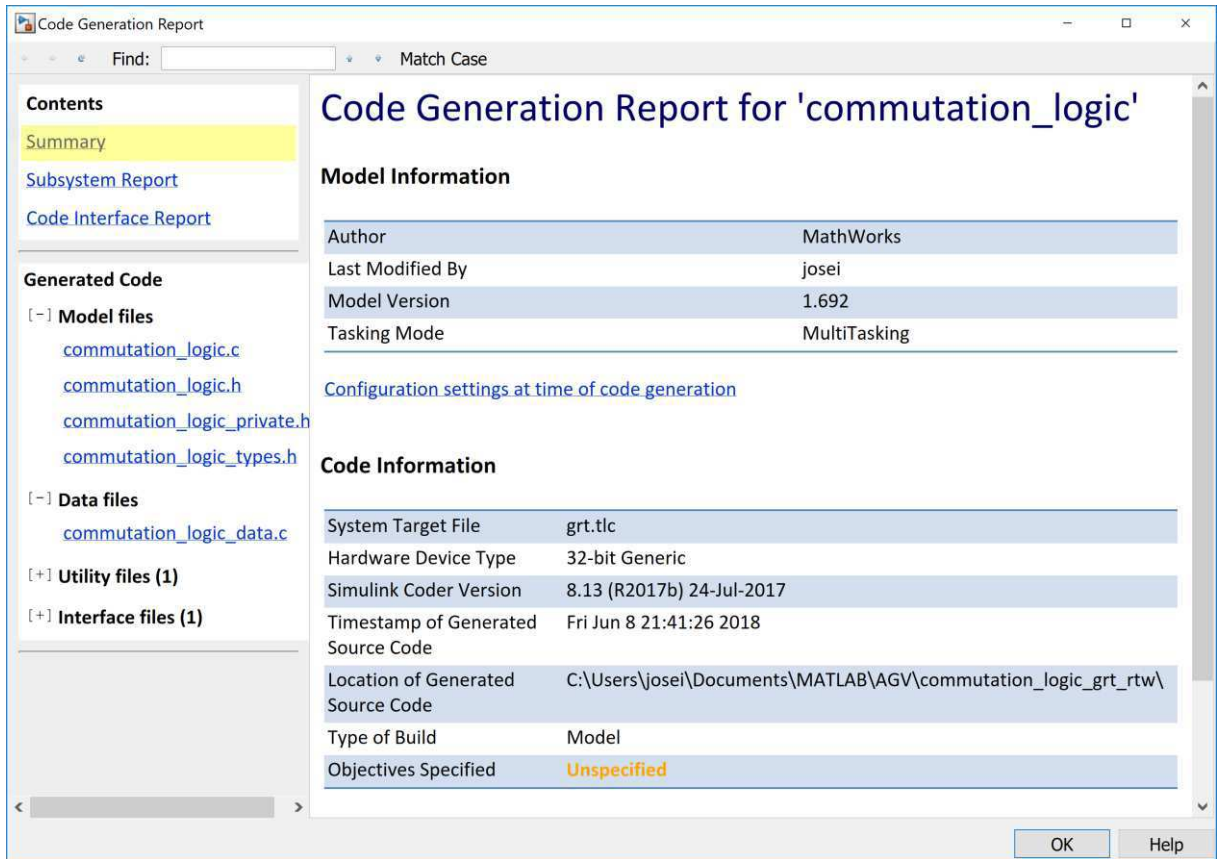 Code Generation Report
Find:
Match Case
Contents
Summary
Subsystem Report
Code Interface Report
Generated Code
[-] Model files
commutation_logic.c
commutation_logic.h
commutation_logic_private.h
commutation_logic_types.h
[-] Data files
commutation_logic_data.c
[+] Utility files (1)
[+] Interface files (1)
Code Generation Report for 'commutation_logic'
Model Information
Author MathWorks
Last Modified By josei
Model Version 1.692
Tasking Mode MultiTasking
Configuration settings at time of code generation
Code Information
System Target File grt.tlc
Hardware Device Type 32-bit Generic
Simulink Coder Version 8.13 (R2017b) 24-Jul-2017
Timestamp of Generated Fri Jun 8 21:41:26 2018
Source Code
Location of Generated C:\Users\josei\Documents\MATLAB\AGV\commutation_logic_grt_rtw\
Source Code
Type of Build Model
Objectives Specified Unspecified
OK Help